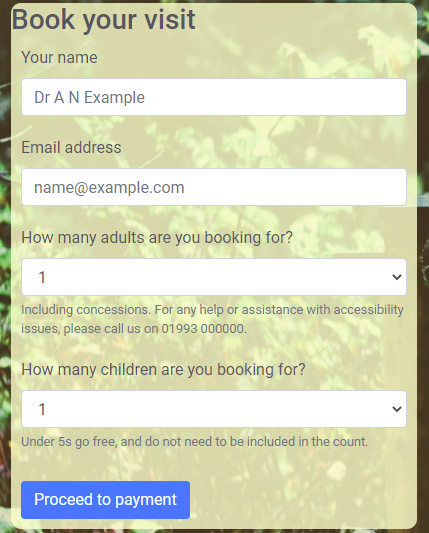 Book your visit
Your name
Dr A N Example
Email address
name@example.com
How many adults are you booking for?
1
Including concessions. For any help or assistance with accessibility
issues, please call us on 01993 000000.
How many children are you booking for?
1
Under 5s go free, and do not need to be included in the count.
Proceed to payment